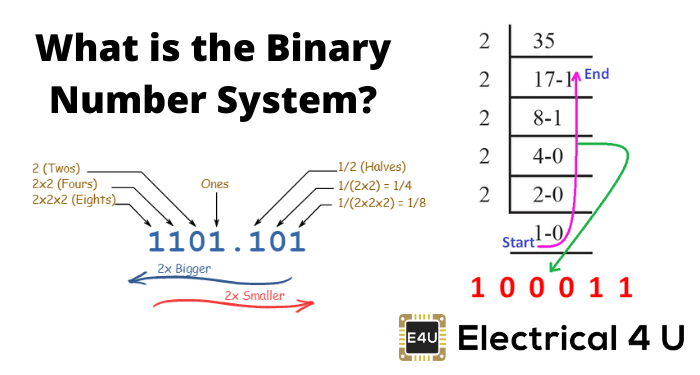 What is the Binary
Number System?
2 (Twos)
2x2 (Fours)
2x2x2 (Eights)
Ones
1/2 (Halves)
1/(2x2) = 1/4
1/(2x2x2) = 1/8
1101.101
2x Bigger
2x Smaller
2 35
2 17-1 End
2 8-1
2 4-0
2 2-0
Start 1-0
1 0 0 0 1 1
E4U Electrical 4 U